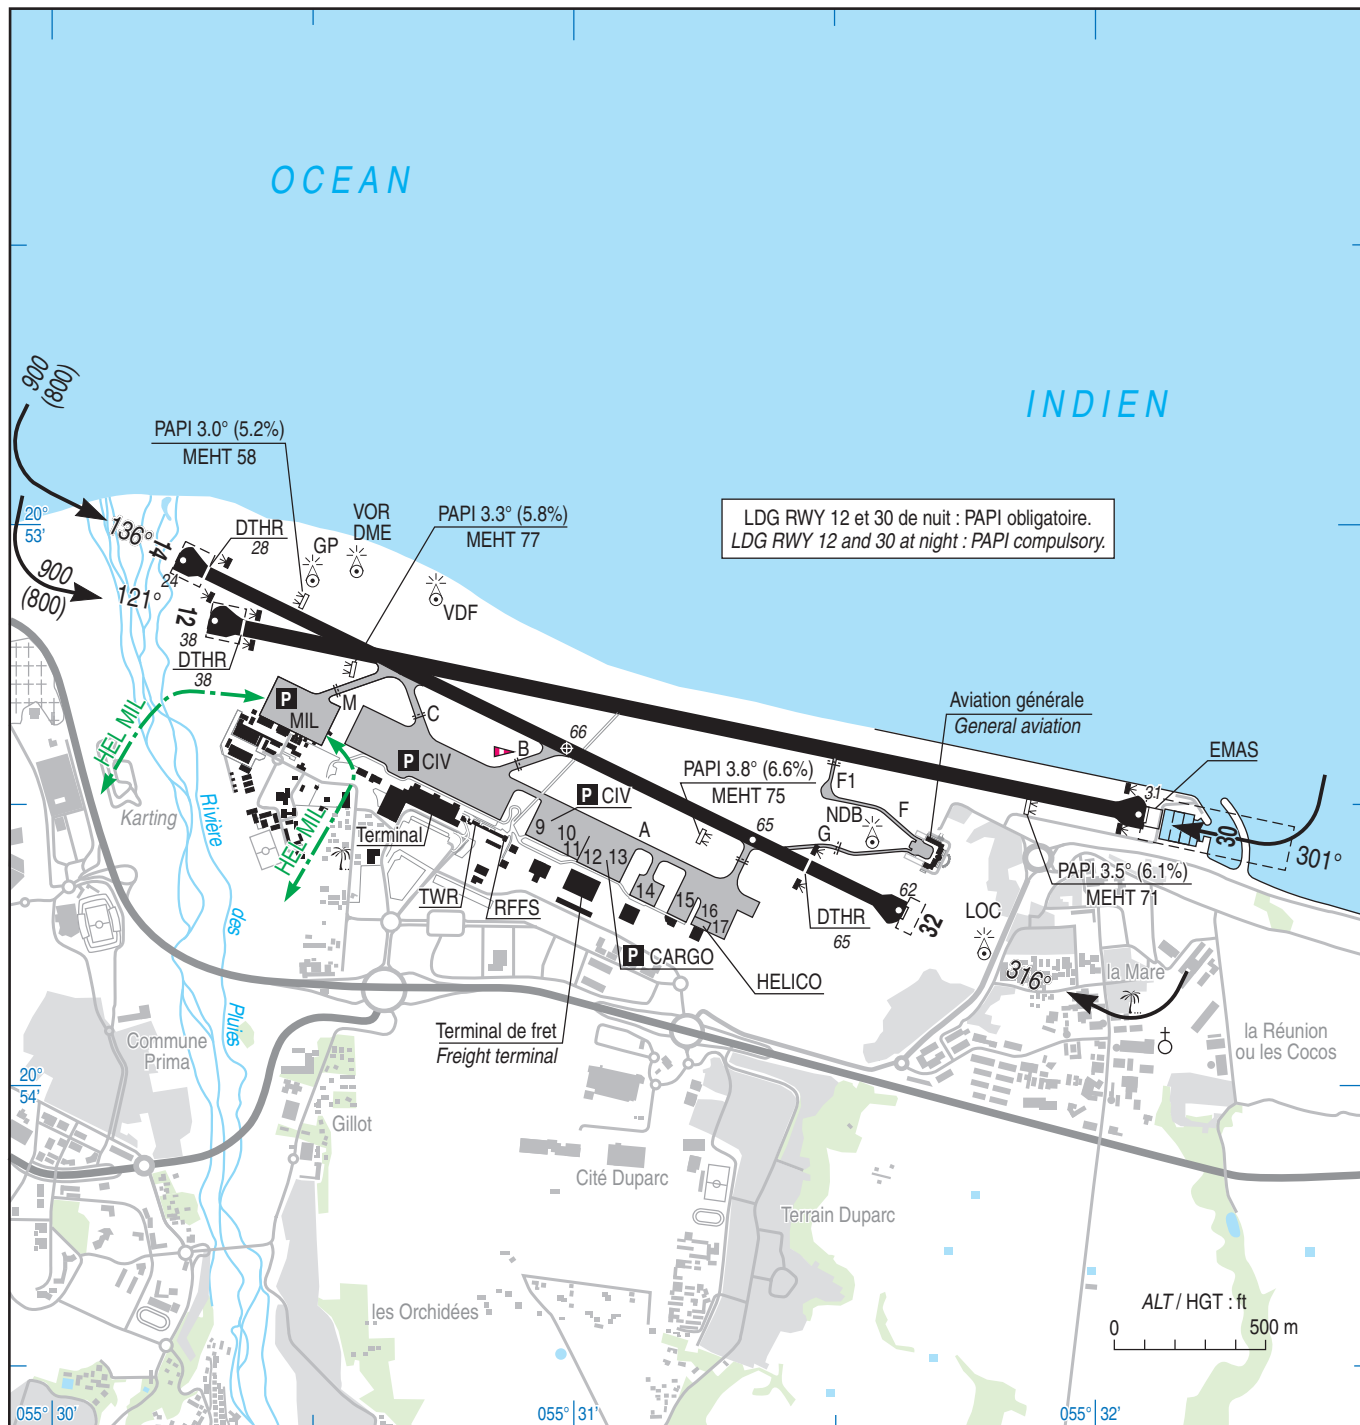 OCEAN
INDIEN
900
(800)
PAPI 3.0° (5.2%)
MEHT 58
136°
14
24
DTHR
28
GP
VOR
DME
PAPI 3.3° (5.8%)
MEHT 77
VDF
LDG RWY 12 et 30 de nuit : PAPI obligatoire.
LDG RWY 12 and 30 at night : PAPI compulsory.
20°
53'
900
(800)
121°
12
38
DTHR
38
HEL MIL
P
MIL
M
C
P CIV
B
66
P CIV
PAPI 3.8° (6.6%)
MEHT 75
Aviation générale
General aviation
EMAS
31
30
301°
F1
F
NDB
G
65
A
9
10
11
12
13
14
15
16
17
Karting
Rivière
des
Pluies
HEL MIL
Terminal
TWR
RFFS
P CARGO
HELICO
DTHR
65
62
32
LOC
PAPI 3.5° (6.1%)
MEHT 71
316°
la Mare
la Réunion
ou les Cocos
Terminal de fret
Freight terminal
Commune
Prima
20°
54'
Gillot
Cité Duparc
Terrain Duparc
les Orchidées
ALT / HGT : ft
0
500 m
055° 30'
055° 31'
055° 32'